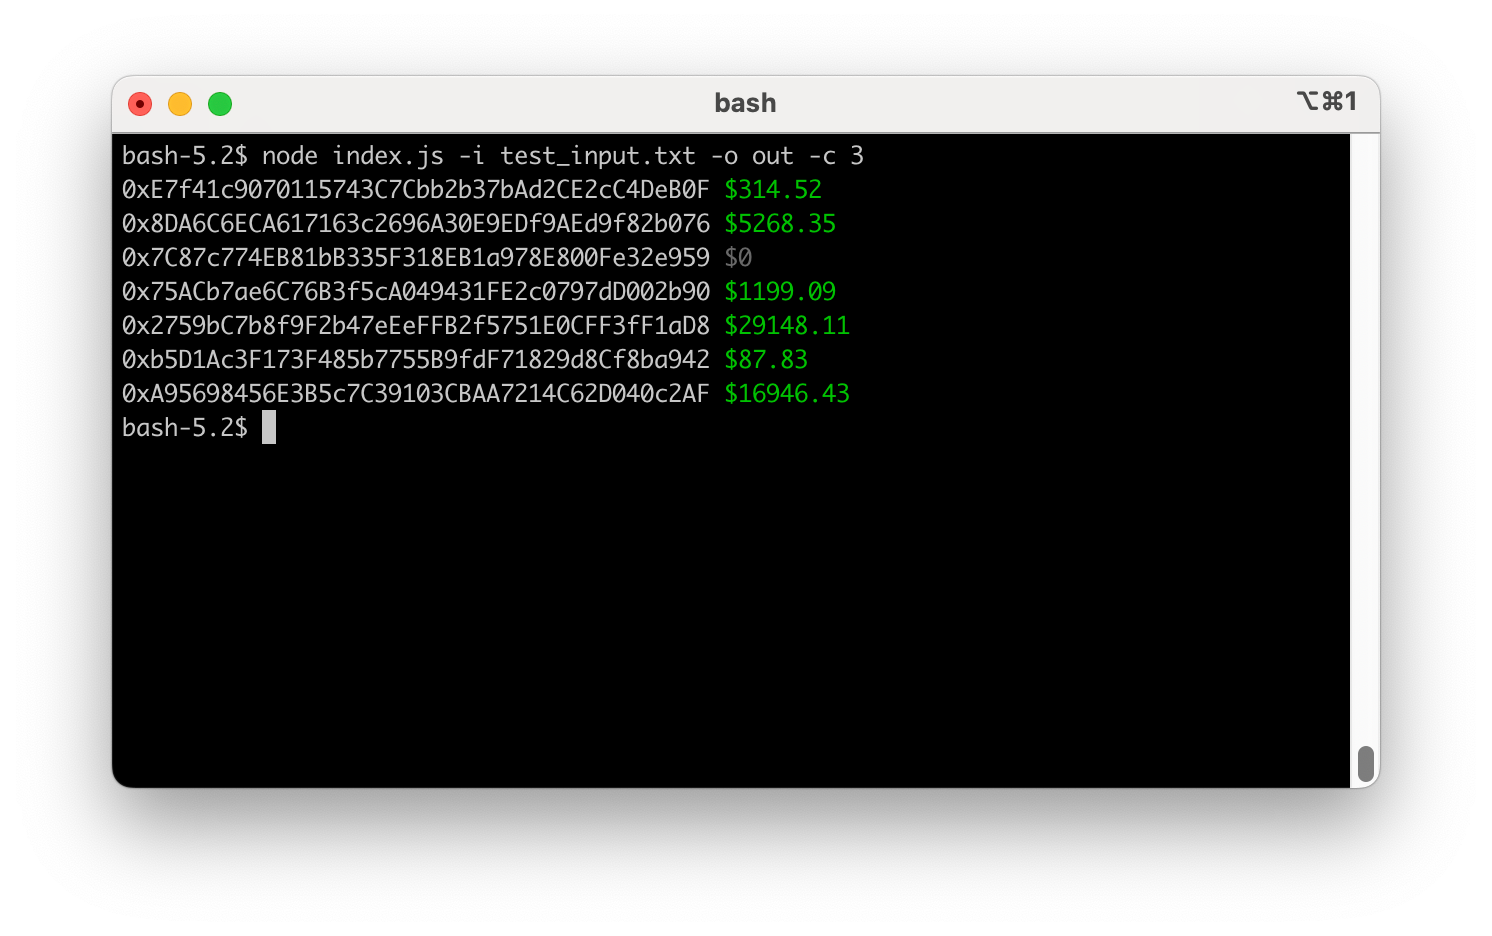 bash
⌥⌘1
bash-5.2$ node index.js -i test_input.txt -o out -c 3
0xE7f41c9070115743C7Cbb2b37bAd2CE2cC4DeB0F $314.52
0x8DA6C6ECA617163c2696A30E9EDf9AEd9f82b076 $5268.35
0x7C87c774EB81bB335F318EB1a978E800Fe32e959 $0
0x75ACb7ae6C76B3f5cA049431FE2c0797dD002b90 $1199.09
0x2759bC7b8f9F2b47eEeFFB2f5751E0CFF3fF1aD8 $29148.11
0xb5D1Ac3F173F485b7755B9fdF71829d8Cf8ba942 $87.83
0xA95698456E3B5c7C39103CBAA7214C62D040c2AF $16946.43
bash-5.2$